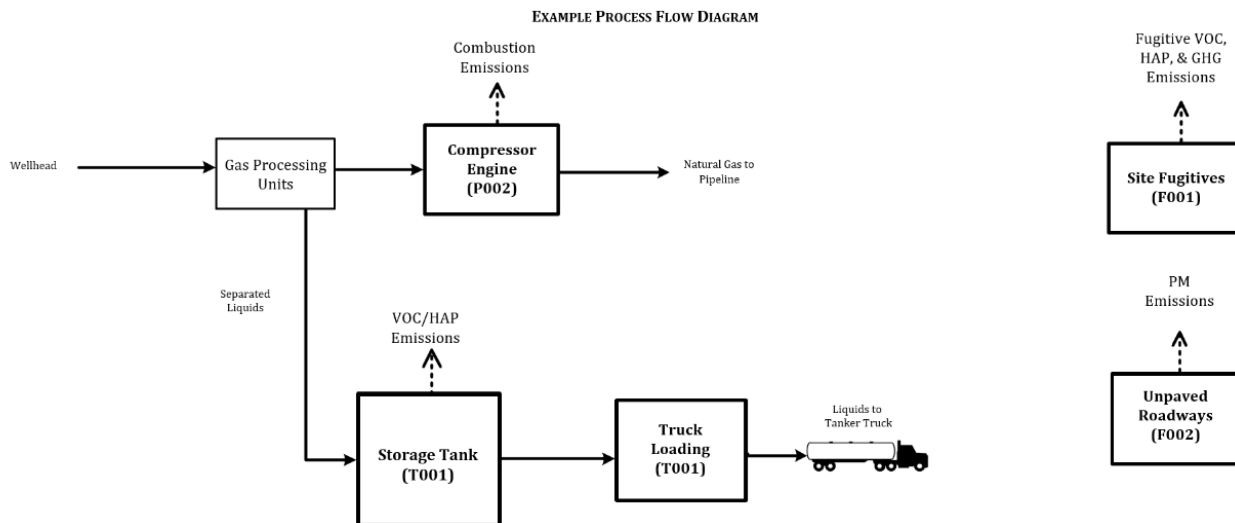 EXAMPLE PROCESS FLOW DIAGRAM
Combustion
Emissions
Fugitive VOC,
HAP, & GHG
Emissions
Wellhead
Gas Processing
Units
Compressor
Engine
(P002)
Natural Gas to
Pipeline
Site Fugitives
(F001)
Separated
Liquids
VOC/HAP
Emissions
PM
Emissions
Storage Tank
(T001)
Truck
Loading
(T001)
Liquids to
Tanker Truck
Unpaved
Roadways
(F002)